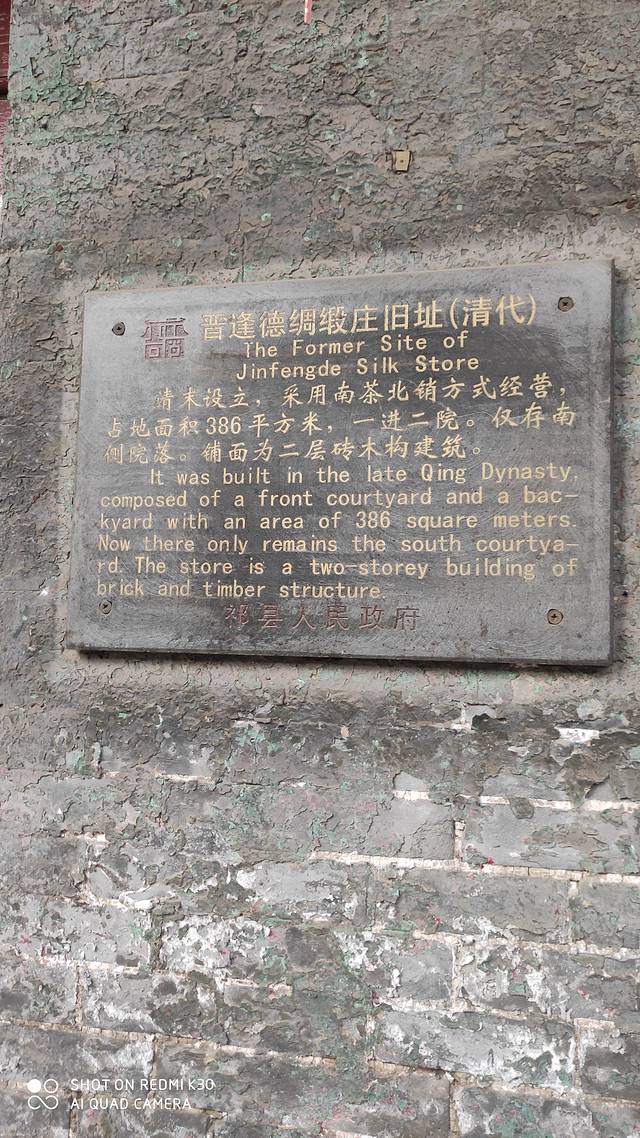 晋逢德绸缎庄旧址(清代)
The Former Site of
Jinfengde Silk Store
清末设立，采用南茶北销方式经营，
占地面积386平方米，一进二院。仅存南
侧院落。铺面为二层砖木构建筑。
It was built in the late Qing Dynasty,
composed of a front courtyard and a bac-
kyard with an area of 386 square meters.
Now there only remains the south courtya-
rd. The store is a two-storey building of
brick and timber structure.
祁县人民政府
SHOT ON REDMI K30
AI QUAD CAMERA